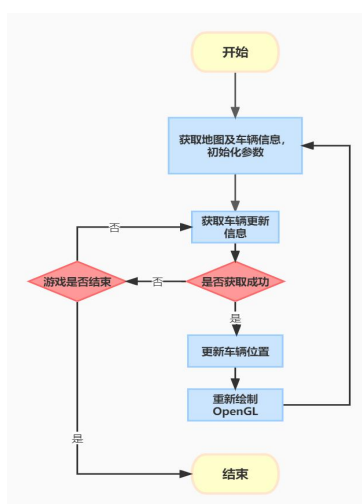 开始
获取地图及车辆信息，
初始化参数
否
获取车辆更新
信息
游戏是否结束
否
是否获取成功
是
更新车辆位置
重新绘制
OpenGL
是
结束